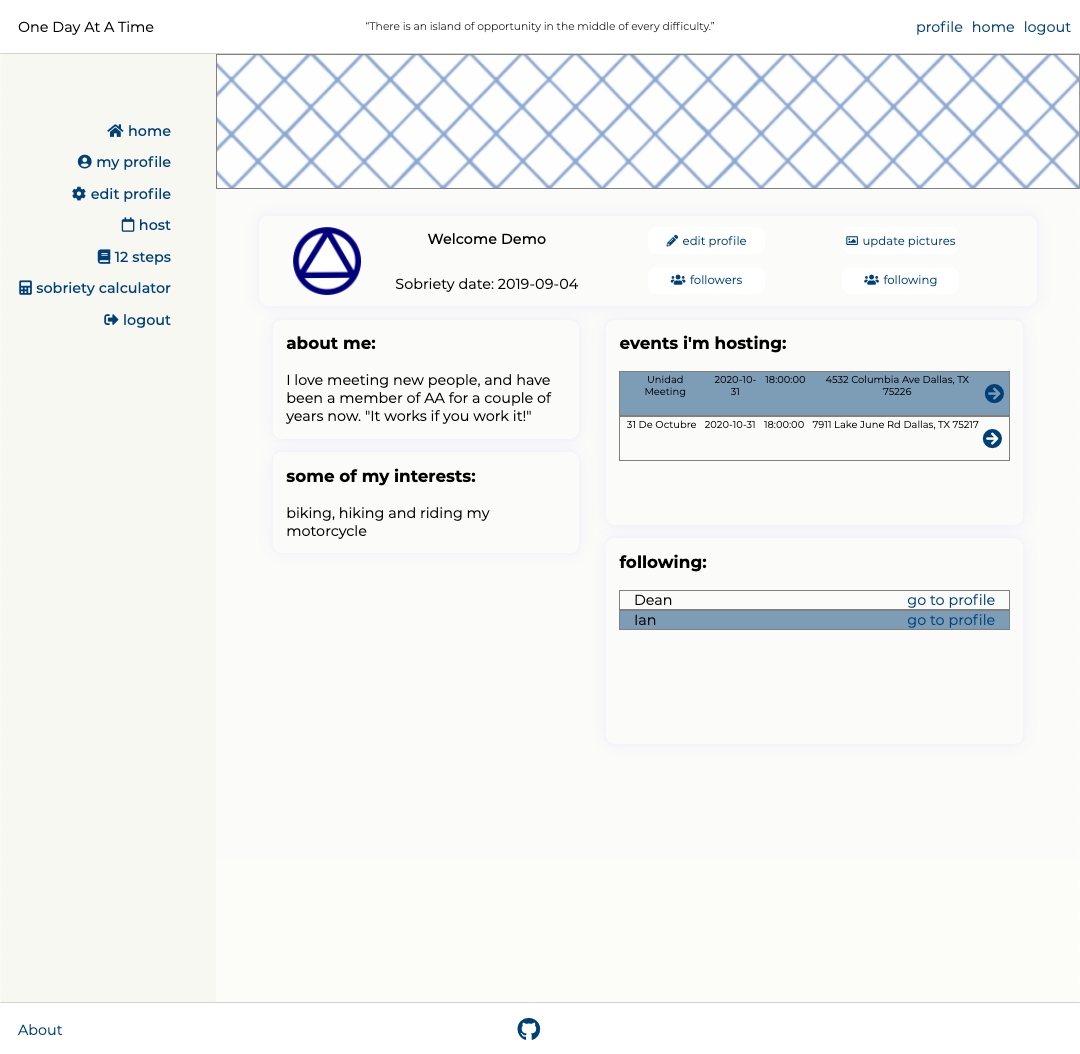 One Day At A Time
“There is an island of opportunity in the middle of every difficulty.”
profile home logout
home
my profile
edit profile
host
12 steps
sobriety calculator
logout
Welcome Demo
Sobriety date: 2019-09-04
edit profile
update pictures
followers
following
about me:
I love meeting new people, and have
been a member of AA for a couple of
years now. "It works if you work it!"
some of my interests:
biking, hiking and riding my
motorcycle
events i'm hosting:
Unidad 2020-10- 18:00:00 4532 Columbia Ave Dallas, TX
Meeting 31 75226
31 De Octubre 2020-10-31 18:00:00 7911 Lake June Rd Dallas, TX 75217
following:
Dean go to profile
Ian go to profile
About